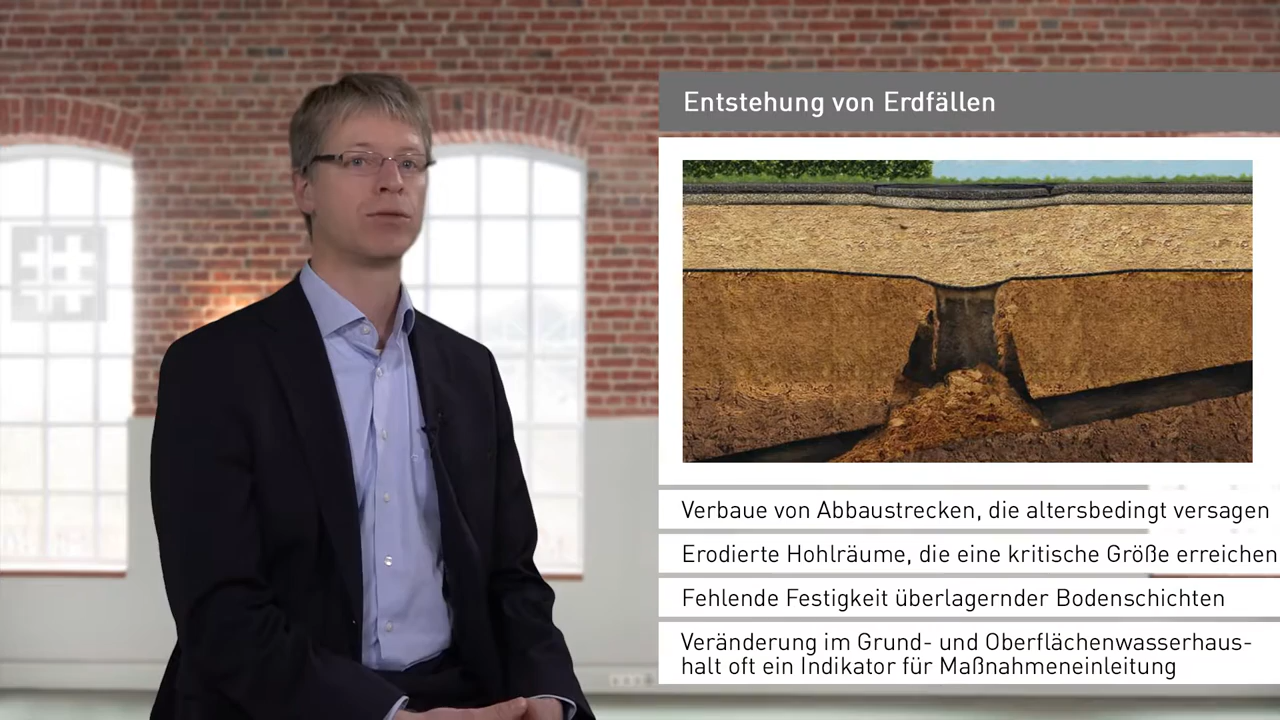 Entstehung von Erdfällen
Verbaue von Abbaustrecken, die altersbedingt versagen
Erodierte Hohlräume, die eine kritische Größe erreichen
Fehlende Festigkeit überlagernder Bodenschichten
Veränderung im Grund- und Oberflächenwasserhaus-
halt oft ein Indikator für Maßnahmeneinleitung